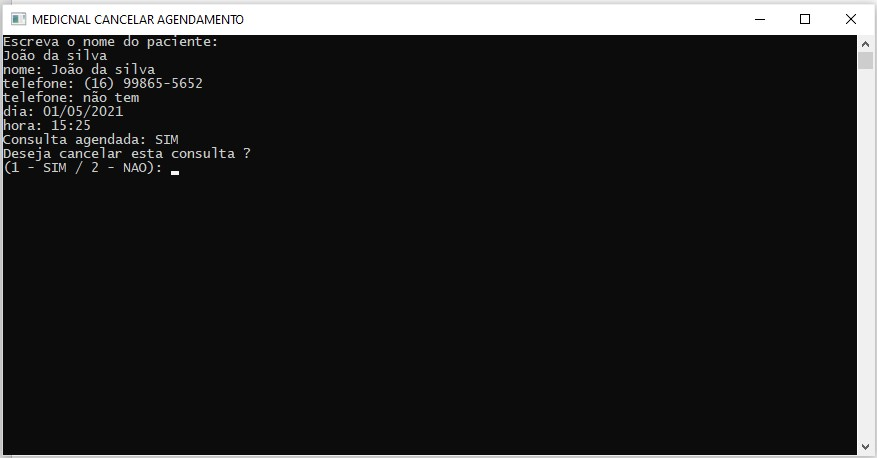 MEDICNAL CANCELAR AGENDAMENTO
Escreva o nome do paciente:
João da silva
nome: João da silva
telefone: (16) 99865-5652
telefone: não tem
dia: 01/05/2021
hora: 15:25
Consulta agendada: SIM
Deseja cancelar esta consulta ?
(1 - SIM / 2 - NAO):